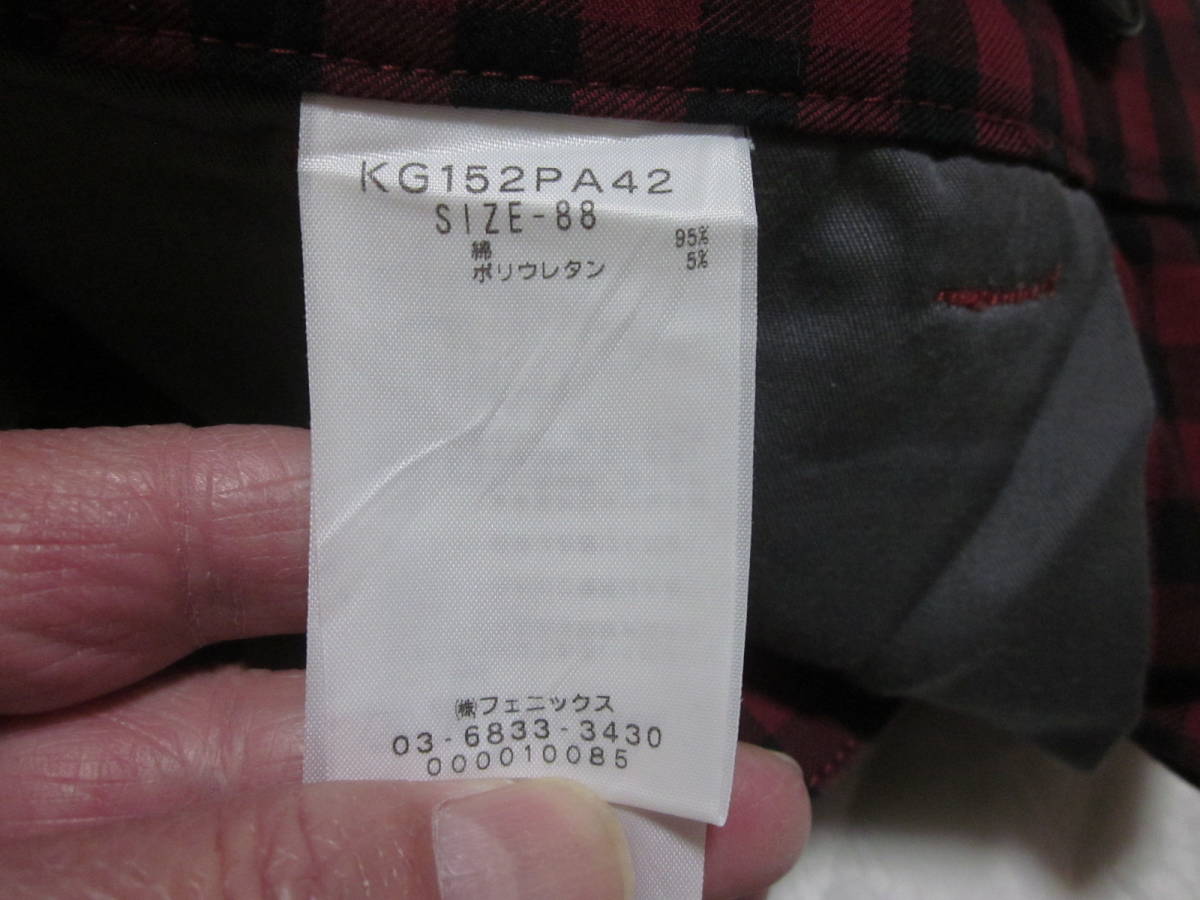 KG152PA42
SIZE-88
綿 95%
ポリウレタン 5%
㈱フェニックス
03-6833-3430
000010085